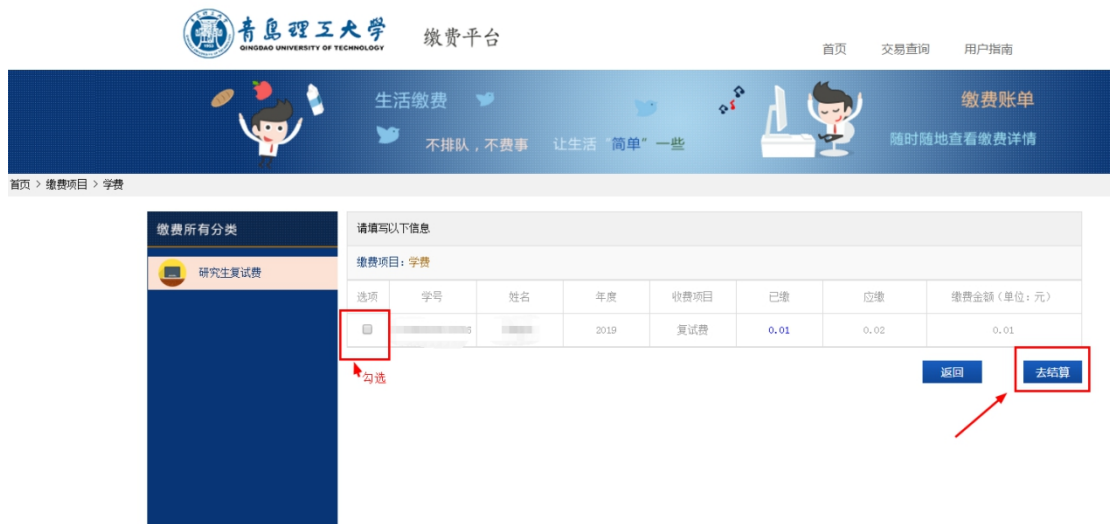 青岛理工大学
QINGDAO UNIVERSITY OF TECHNOLOGY
缴费平台
首页 交易查询 用户指南
生活缴费
不排队，不费事 让生活“简单”一些
缴费账单
随时随地查看缴费详情
首页 > 缴费项目 > 学费
缴费所有分类
研究生复试费
请填写以下信息
缴费项目：学费
选项 学号 姓名 年度 收费项目 已缴 应缴 缴费金额（单位：元）
2019 复试费 0.01 0.02 0.01
勾选
返回 去结算